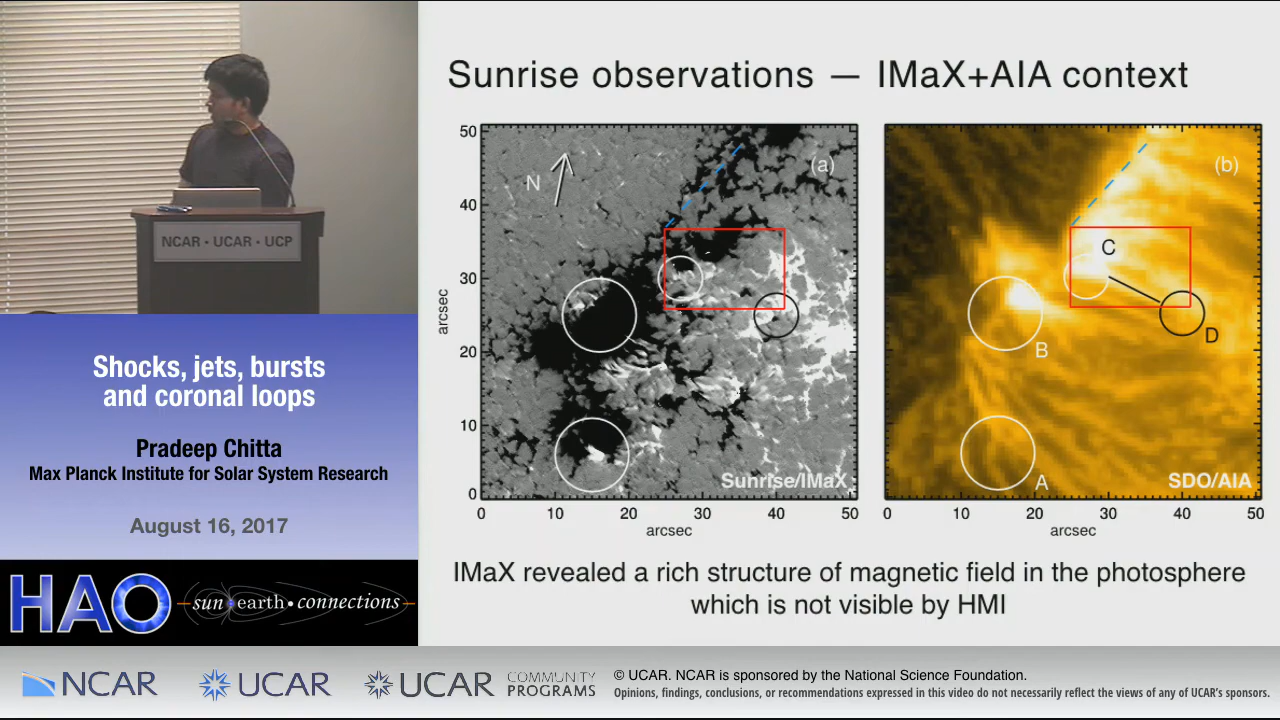 Sunrise observations — IMaX+AIA context
50
40
30
20
10
0
arcsec
N
(a)
Sunrise/IMaX
0 10 20 30 40 50
arcsec
(b)
C
B
D
A
SDO/AIA
0 10 20 30 40 50
arcsec
IMaX revealed a rich structure of magnetic field in the photosphere
which is not visible by HMI
NCAR • UCAR • UCP
Shocks, jets, bursts
and coronal loops
Pradeep Chitta
Max Planck Institute for Solar System Research
August 16, 2017
HAO
sun • earth • connections
NCAR
UCAR
UCAR
COMMUNITY
PROGRAMS
© UCAR. NCAR is sponsored by the National Science Foundation.
Opinions, findings, conclusions, or recommendations expressed in this video do not necessarily reflect the views of any of UCAR's sponsors.